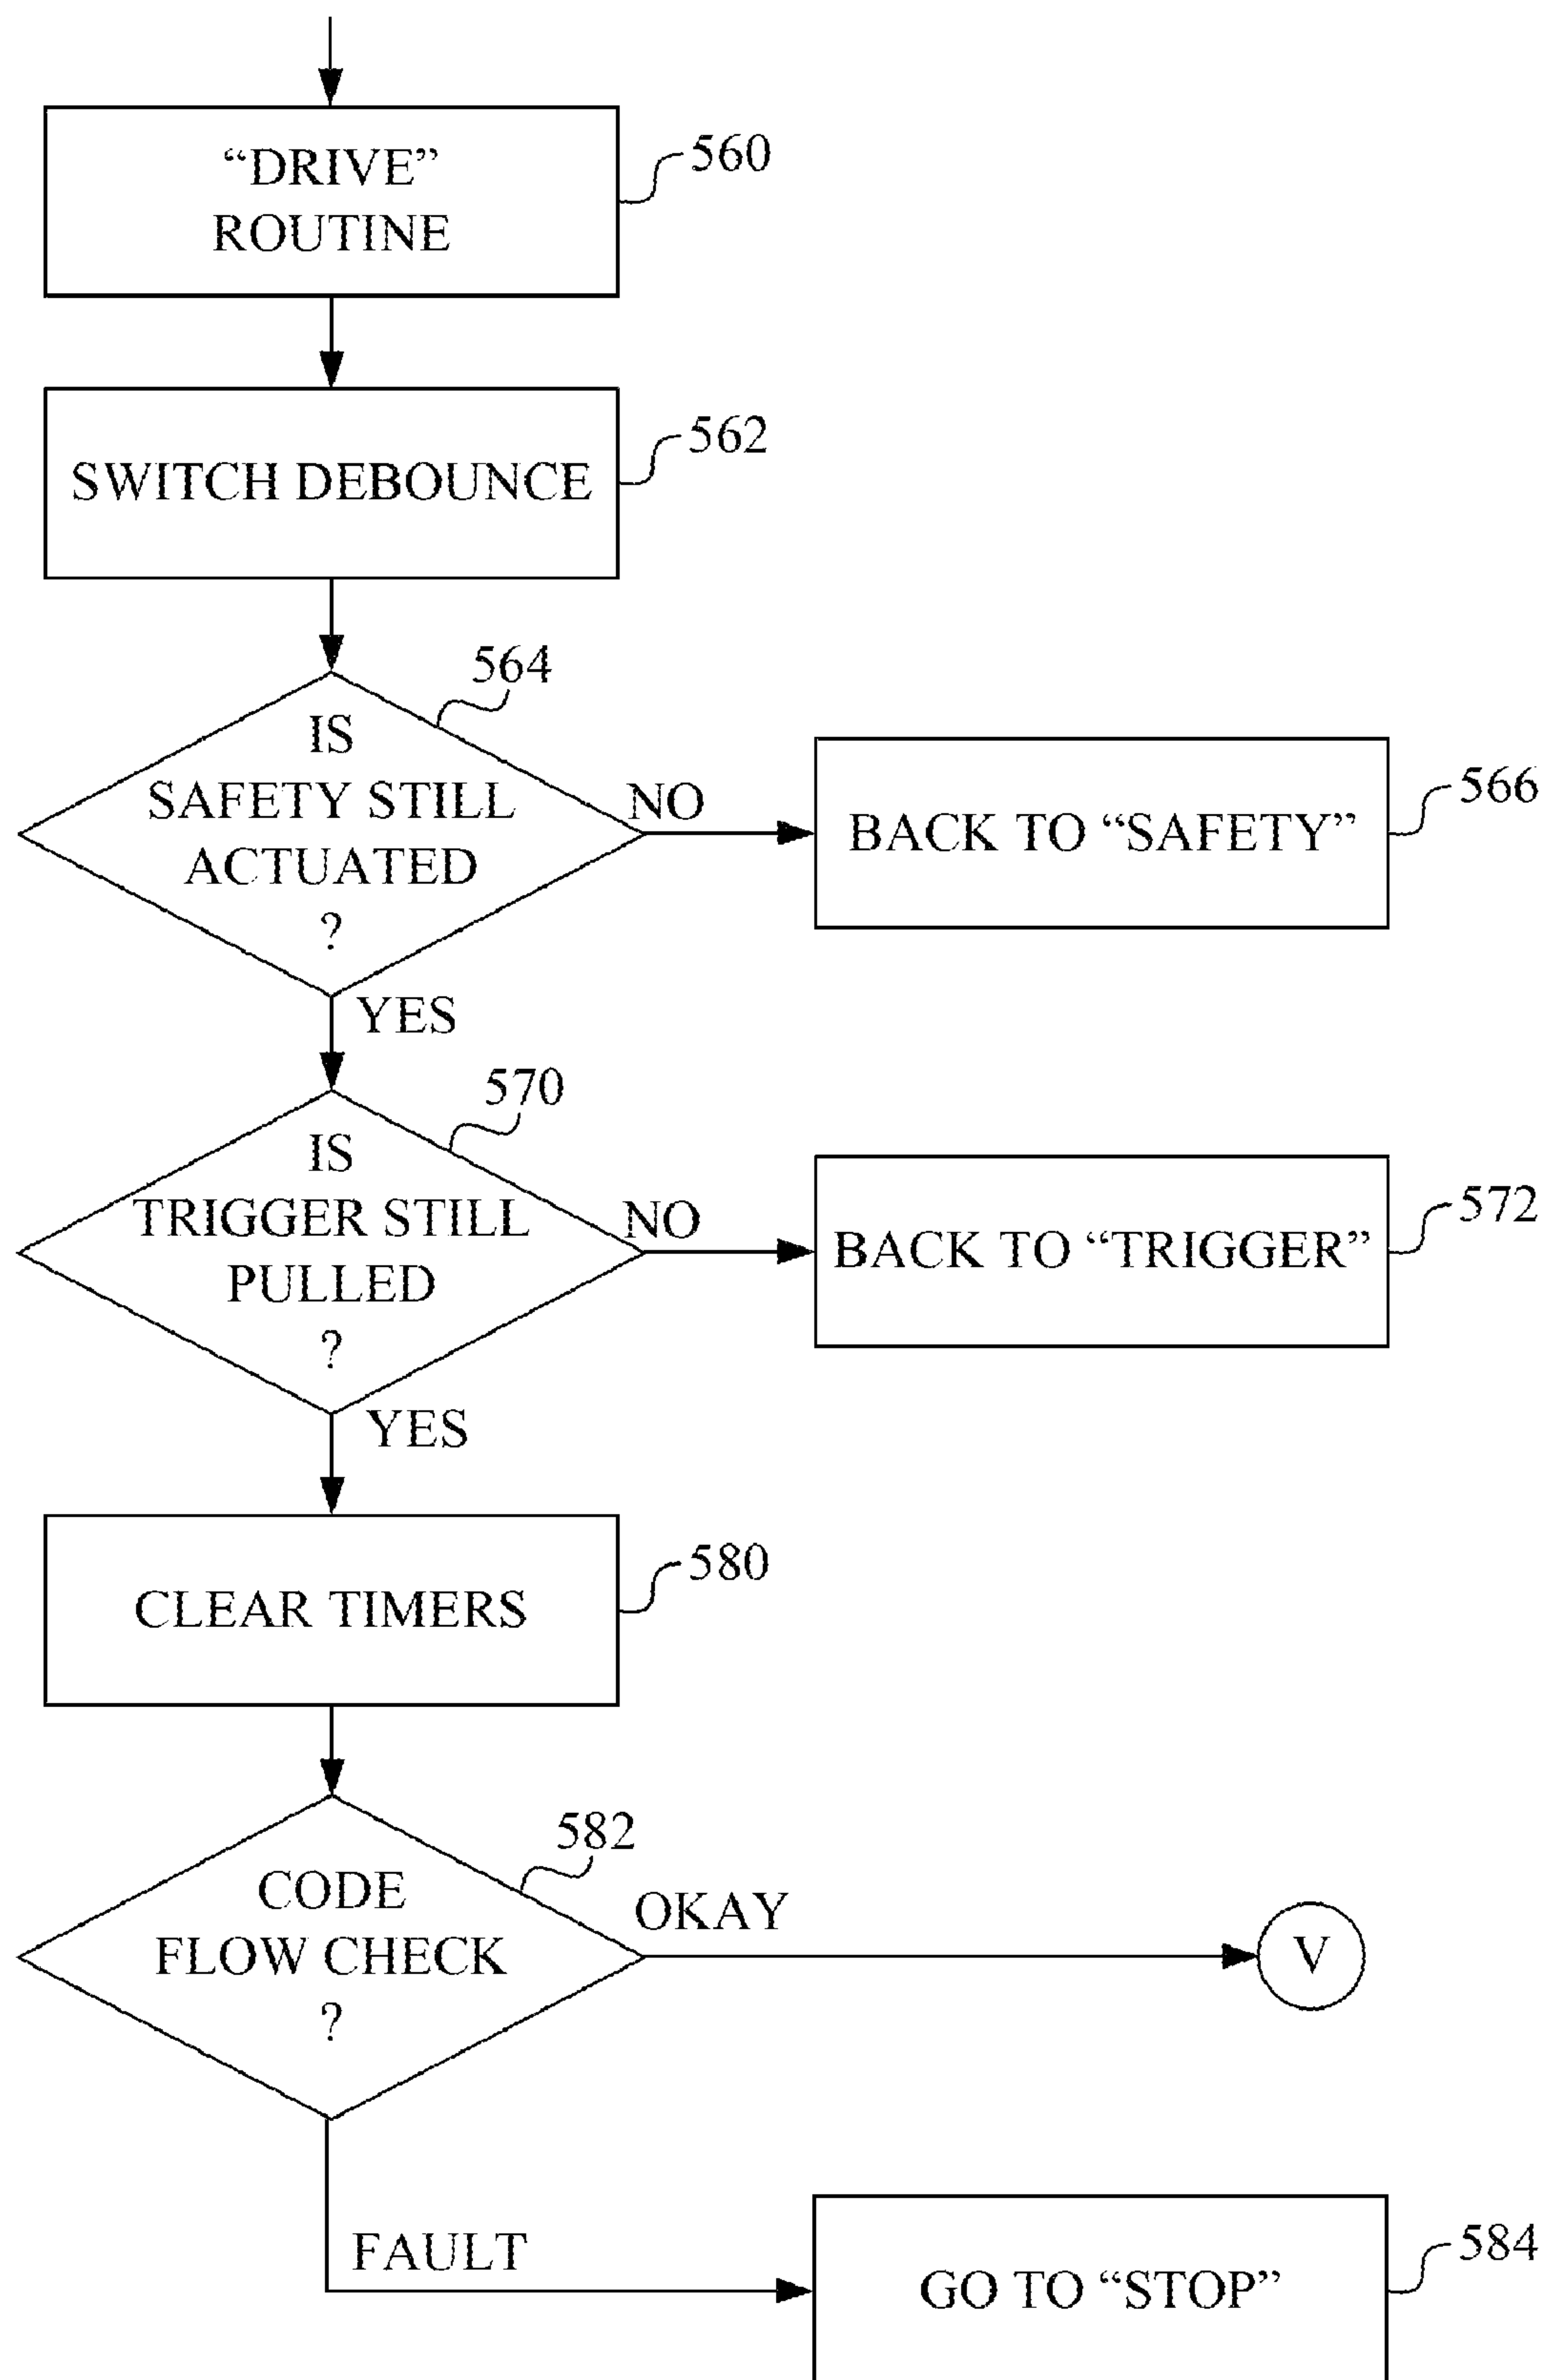 “DRIVE”
ROUTINE
560
SWITCH DEBOUNCE
562
564
IS
SAFETY STILL
ACTUATED
?
NO
BACK TO “SAFETY”
566
YES
570
IS
TRIGGER STILL
PULLED
?
NO
BACK TO “TRIGGER”
572
YES
CLEAR TIMERS
580
582
CODE
FLOW CHECK
?
OKAY
V
FAULT
GO TO “STOP”
584